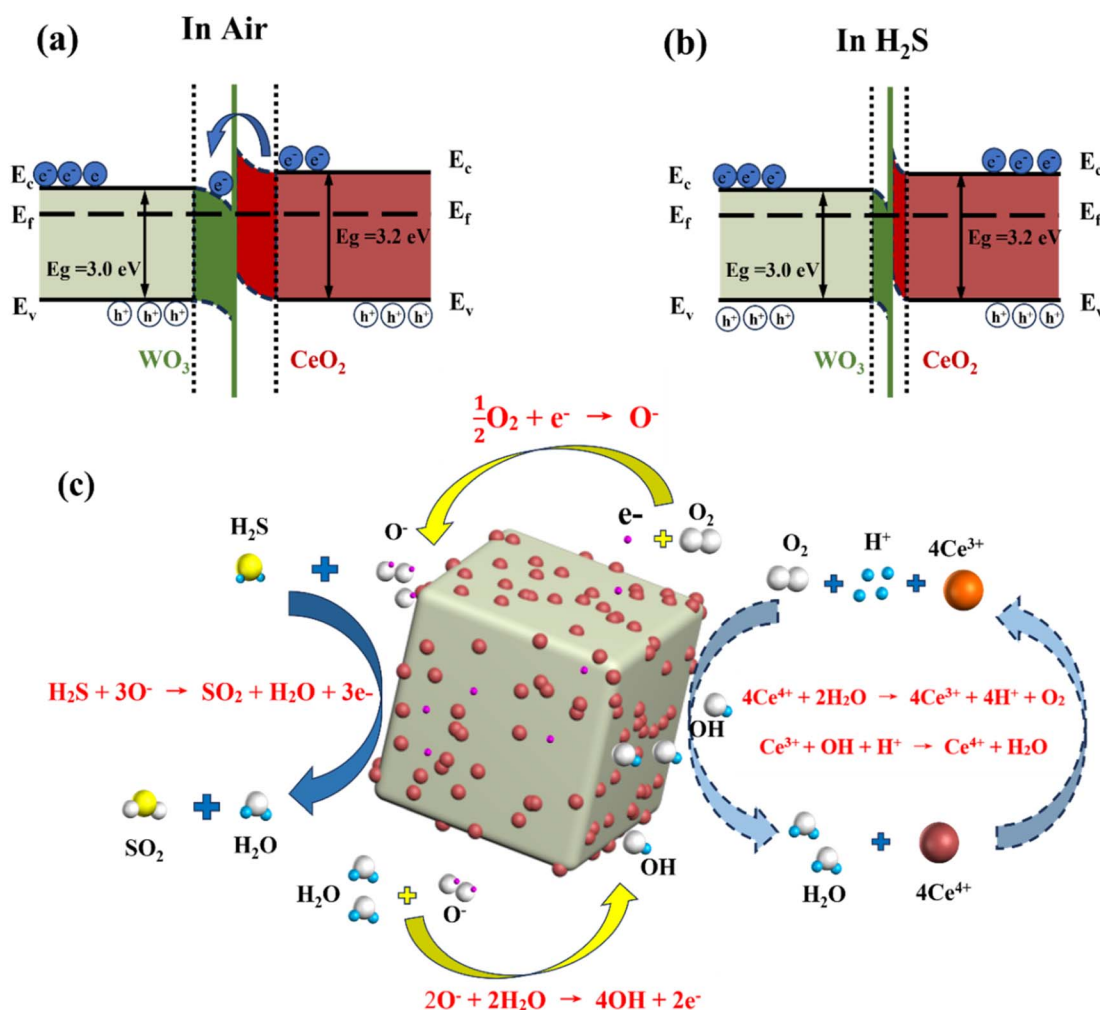 (a) In Air
E_c e⁻ e⁻ e e⁻ e⁻ e⁻ E_c
E_f E_f
Eg =3.0 eV Eg =3.2 eV
E_v h⁺ h⁺ h⁺ h⁺ h⁺ h⁺ E_v
WO₃ CeO₂
(b) In H₂S
E_c e⁻ e⁻ e⁻ e⁻ e⁻ e⁻ E_c
E_f E_f
Eg =3.0 eV Eg =3.2 eV
E_v h⁺ h⁺ h⁺ h⁺ h⁺ h⁺ E_v
WO₃ CeO₂
(c)
½O₂ + e⁻ → O⁻
H₂S + O⁻
e- + O₂
O₂ + H⁺ + 4Ce³⁺
H₂S + 3O⁻ → SO₂ + H₂O + 3e-
OH
4Ce⁴⁺ + 2H₂O → 4Ce³⁺ + 4H⁺ + O₂
Ce³⁺ + OH + H⁺ → Ce⁴⁺ + H₂O
SO₂ + H₂O
H₂O + O⁻
OH
H₂O + 4Ce⁴⁺
2O⁻ + 2H₂O → 4OH + 2e⁻